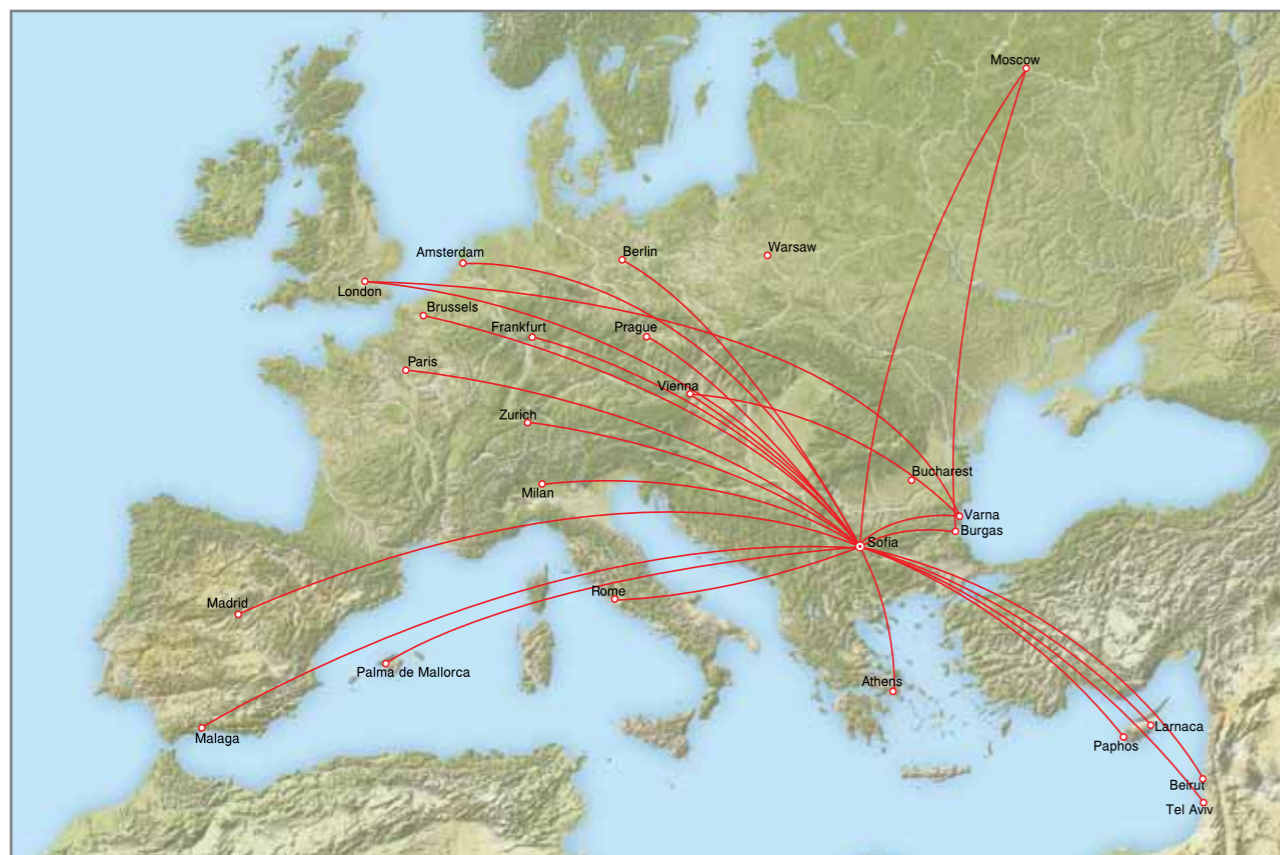 Moscow
Warsaw
Berlin
Amsterdam
London
Brussels
Frankfurt
Prague
Paris
Vienna
Zurich
Bucharest
Milan
Varna
Burgas
Sofia
Rome
Madrid
Palma de Mallorca
Athens
Malaga
Larnaca
Paphos
Beirut
Tel Aviv